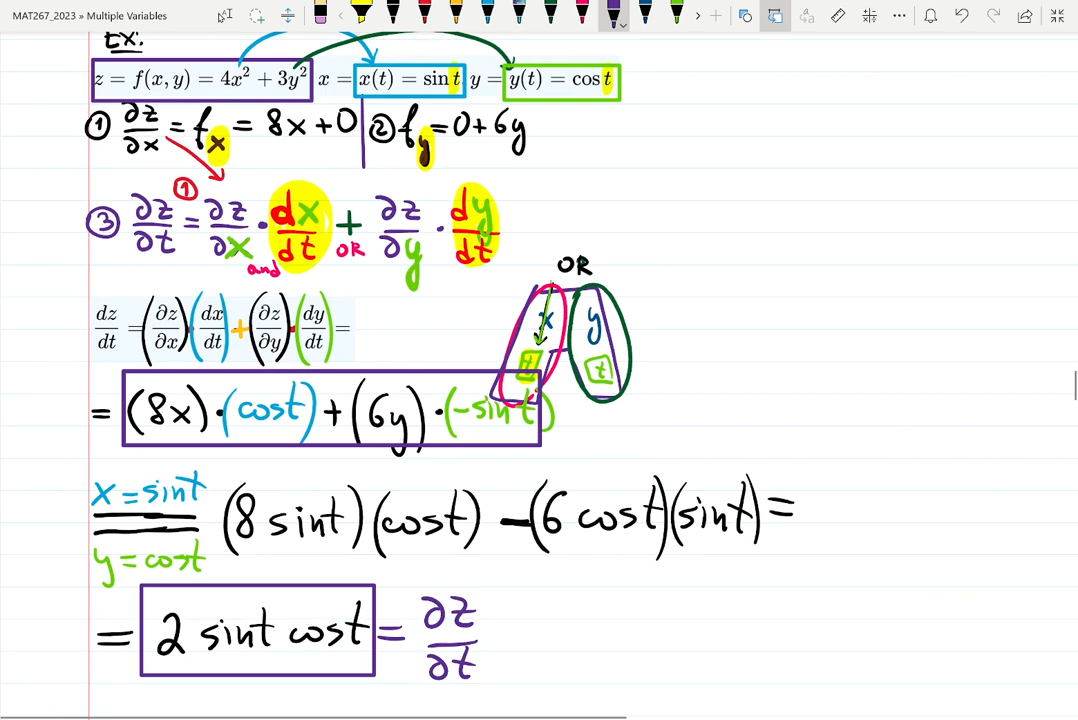 MAT267_2023 » Multiple Variables
EX:
z = f(x, y) = 4x² + 3y² x = x(t) = sin t y = y(t) = cos t
① ∂z/∂x = fx = 8x + 0 ② fy = 0 + 6y
①
③ ∂z/∂t = ∂z/∂x · dx/dt + ∂z/∂y · dy/dt
and OR
OR
x y
t t
dz/dt = (∂z/∂x)·(dx/dt) + (∂z/∂y)·(dy/dt) =
= (8x)·(cost) + (6y)·(-sint)
x = sint
y = cost
(8 sint)(cost) - (6 cost)(sint) =
= 2 sint cost = ∂z/∂t